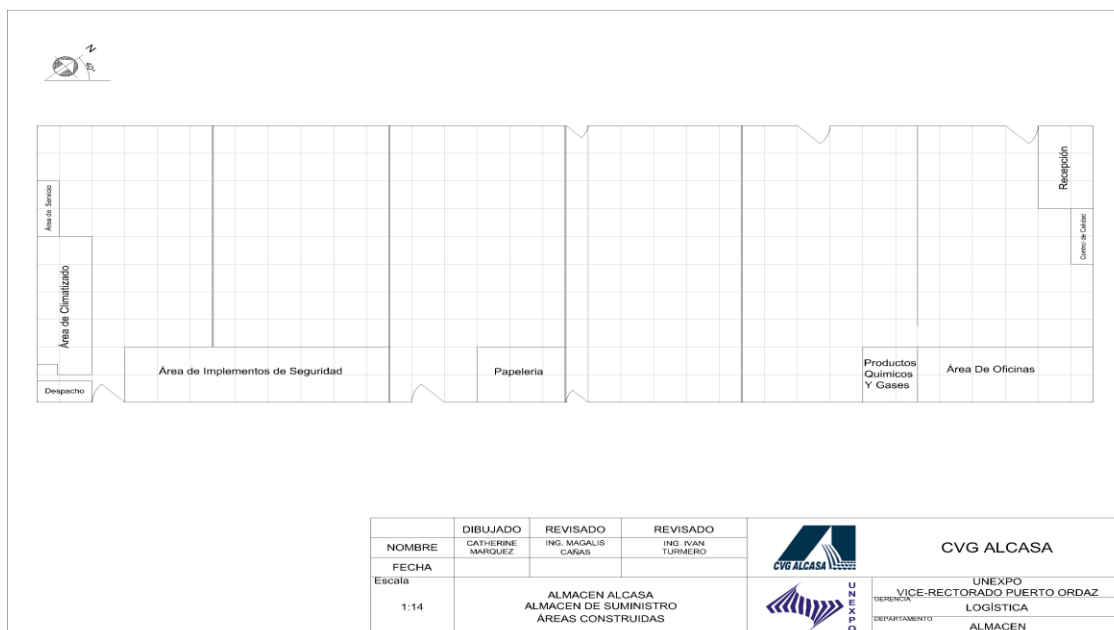 N
40°
Área de Servicio
Área de Climatizado
Despacho
Área de Implementos de Seguridad
Papeleria
Productos
Quimicos
Y Gases
Área De Oficinas
Recepción
Control de Calidad
DIBUJADO REVISADO REVISADO
NOMBRE CATHERINE MARQUEZ ING. MAGALIS CAÑAS ING. IVAN TURMERO
FECHA
Escala
1:14
ALMACEN ALCASA
ALMACEN DE SUMINISTRO
ÁREAS CONSTRUIDAS
CVG ALCASA
CVG ALCASA
UNEXPO
UNEXPO
VICE-RECTORADO PUERTO ORDAZ
GERENCIA
LOGÍSTICA
DEPARTAMENTO
ALMACEN